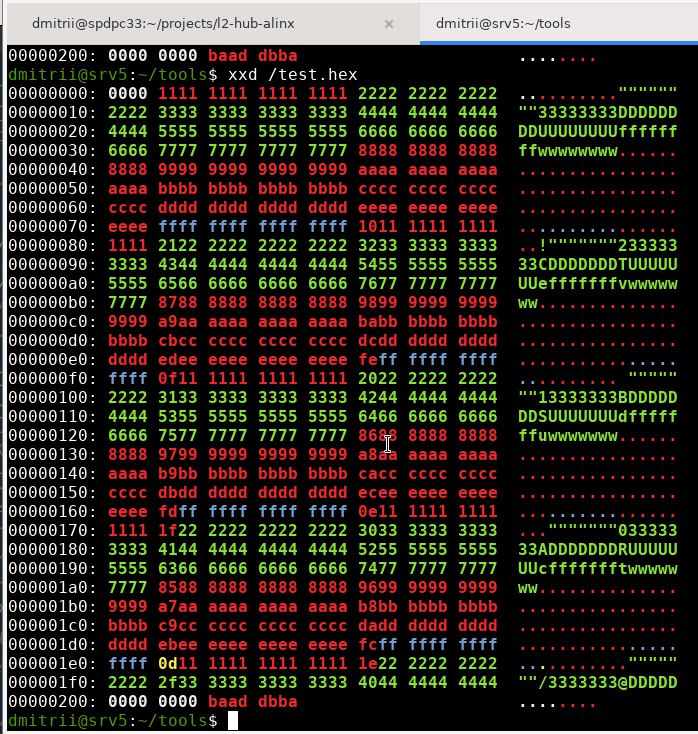 dmitrii@spdpc33:~/projects/l2-hub-alinx × dmitrii@srv5:~/tools
00000200: 0000 0000 baad dbba ........
dmitrii@srv5:~/tools$ xxd /test.hex
00000000: 0000 1111 1111 1111 1111 2222 2222 2222 ..........""""""
00000010: 2222 3333 3333 3333 3333 4444 4444 4444 ""33333333DDDDDD
00000020: 4444 5555 5555 5555 5555 6666 6666 6666 DDUUUUUUUUffffff
00000030: 6666 7777 7777 7777 7777 8888 8888 8888 ffwwwwwwww......
00000040: 8888 9999 9999 9999 9999 aaaa aaaa aaaa ................
00000050: aaaa bbbb bbbb bbbb bbbb cccc cccc cccc ................
00000060: cccc dddd dddd dddd dddd eeee eeee eeee ................
00000070: eeee ffff ffff ffff ffff 1011 1111 1111 ................
00000080: 1111 2122 2222 2222 2222 3233 3333 3333 ..!"""""""233333
00000090: 3333 4344 4444 4444 4444 5455 5555 5555 33CDDDDDDDTUUUUU
000000a0: 5555 6566 6666 6666 6666 7677 7777 7777 UUefffffffvwwwww
000000b0: 7777 8788 8888 8888 8888 9899 9999 9999 ww..............
000000c0: 9999 a9aa aaaa aaaa aaaa babb bbbb bbbb ................
000000d0: bbbb cbcc cccc cccc cccc dcdd dddd dddd ................
000000e0: dddd edee eeee eeee eeee feff ffff ffff ................
000000f0: ffff 0f11 1111 1111 1111 2022 2222 2222 .......... """""
00000100: 2222 3133 3333 3333 3333 4244 4444 4444 ""13333333BDDDDD
00000110: 4444 5355 5555 5555 5555 6466 6666 6666 DDSUUUUUUUdfffff
00000120: 6666 7577 7777 7777 7777 8688 8888 8888 ffuwwwwwww......
00000130: 8888 9799 9999 9999 9999 a8aa aaaa aaaa ................
00000140: aaaa b9bb bbbb bbbb bbbb cacc cccc cccc ................
00000150: cccc dbdd dddd dddd dddd ecee eeee eeee ................
00000160: eeee fdff ffff ffff ffff 0e11 1111 1111 ................
00000170: 1111 1f22 2222 2222 2222 3033 3333 3333 ..."""""""033333
00000180: 3333 4144 4444 4444 4444 5255 5555 5555 33ADDDDDDDRUUUUU
00000190: 5555 6366 6666 6666 6666 7477 7777 7777 UUcffffffftwwwww
000001a0: 7777 8588 8888 8888 8888 9699 9999 9999 ww..............
000001b0: 9999 a7aa aaaa aaaa aaaa b8bb bbbb bbbb ................
000001c0: bbbb c9cc cccc cccc cccc dadd dddd dddd ................
000001d0: dddd ebee eeee eeee eeee fcff ffff ffff ................
000001e0: ffff 0d11 1111 1111 1111 1e22 2222 2222 ...........""""""
000001f0: 2222 2f33 3333 3333 3333 4044 4444 4444 ""/3333333@DDDDD
00000200: 0000 0000 baad dbba ........
dmitrii@srv5:~/tools$